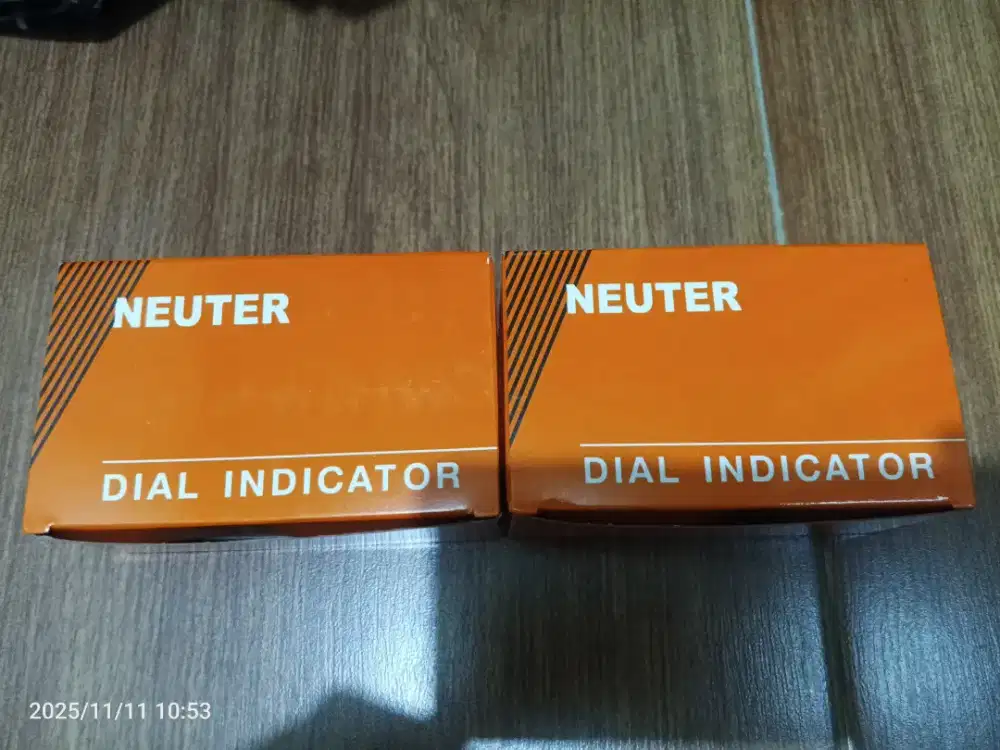 NEUTER
DIAL INDICATOR
NEUTER
DIAL INDICATOR
2025/11/11 10:53